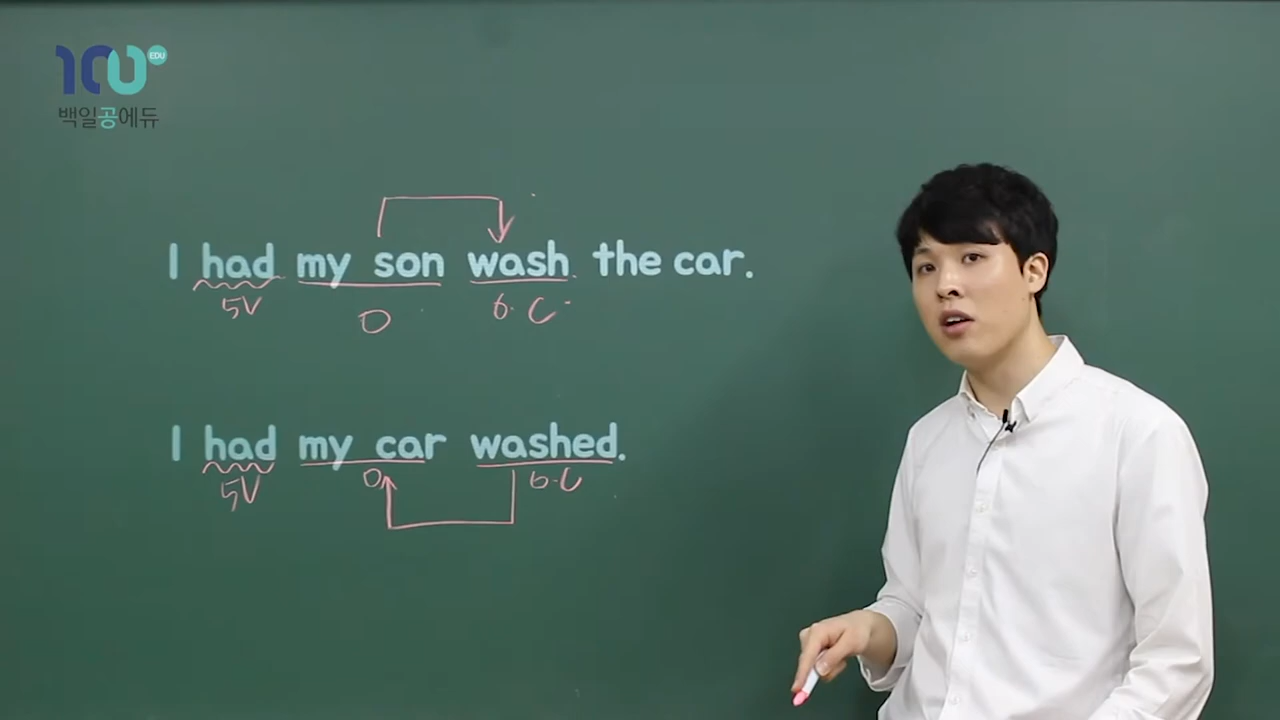 100 EDU
백일공에듀
I had my son wash the car.
5V O o.c
I had my car washed.
5V O o.c